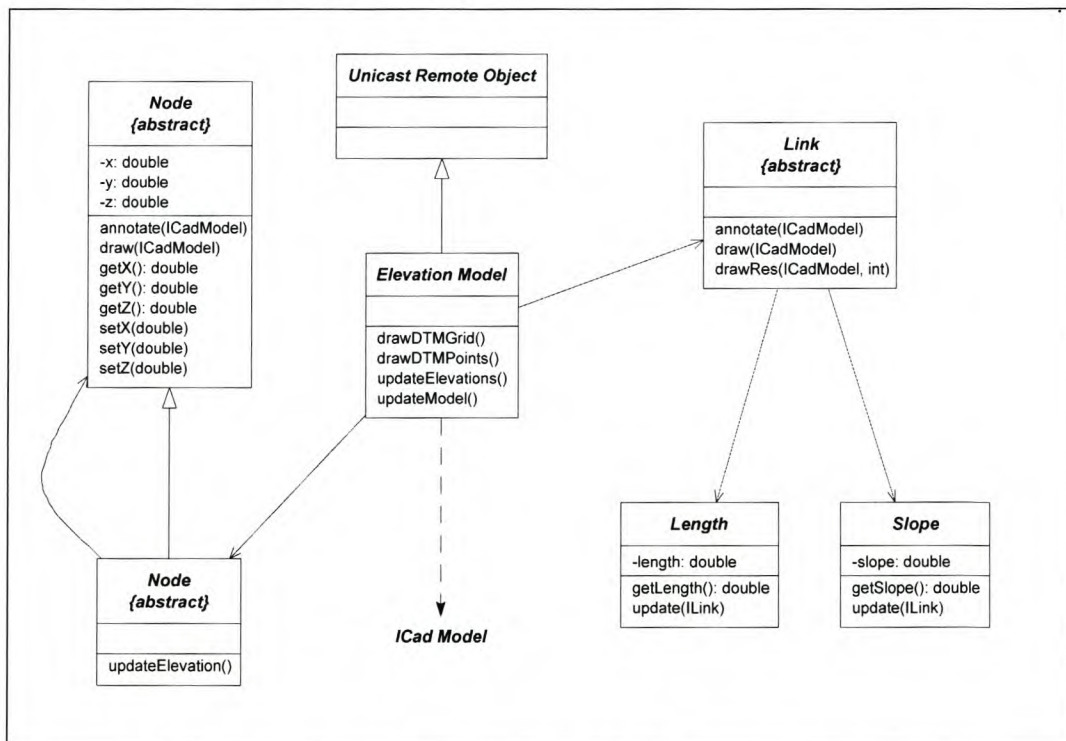 Node
{abstract}
-x: double
-y: double
-z: double
annotate(ICadModel)
draw(ICadModel)
getX(): double
getY(): double
getZ(): double
setX(double)
setY(double)
setZ(double)
Unicast Remote Object
Link
{abstract}
annotate(ICadModel)
draw(ICadModel)
drawRes(ICadModel, int)
Elevation Model
drawDTMGrid()
drawDTMPoints()
updateElevations()
updateModel()
Node
{abstract}
updateElevation()
ICad Model
Length
-length: double
getLength(): double
update(ILink)
Slope
-slope: double
getSlope(): double
update(ILink)